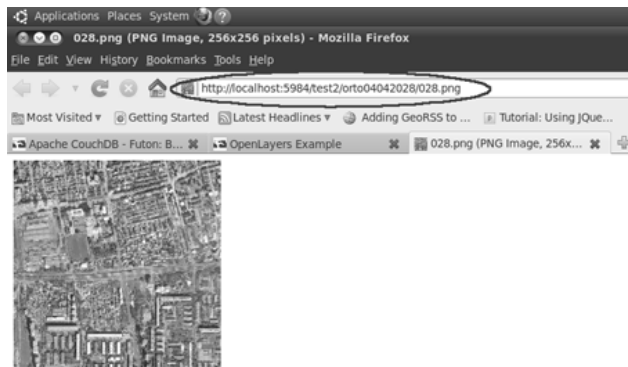 Applications Places System
028.png (PNG Image, 256x256 pixels) - Mozilla Firefox
File Edit View History Bookmarks Tools Help
http://localhost:5984/test2/orto04042028/028.png
Most Visited Getting Started Latest Headlines Adding GeoRSS to ... Tutorial: Using JQue...
Apache CouchDB - Futon: B... OpenLayers Example 028.png (PNG Image, 256x...